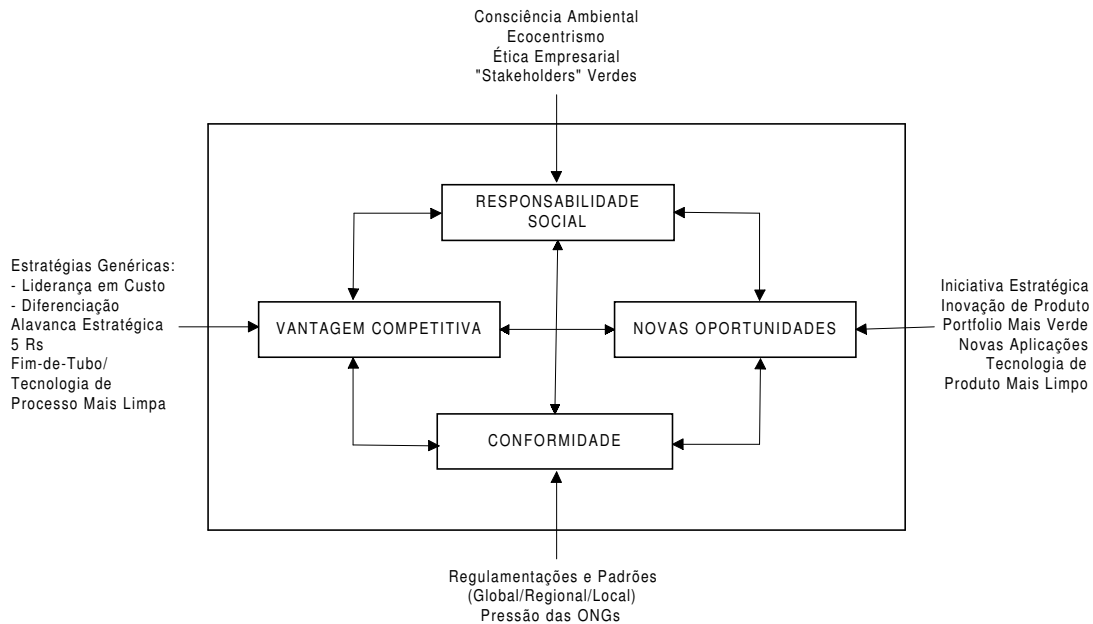 Consciência Ambiental
Ecocentrismo
Ética Empresarial
"Stakeholders" Verdes
RESPONSABILIDADE
SOCIAL
Estratégias Genéricas:
- Liderança em Custo
- Diferenciação
Alavanca Estratégica
5 Rs
Fim-de-Tubo/
Tecnologia de
Processo Mais Limpa
VANTAGEM COMPETITIVA
NOVAS OPORTUNIDADES
Iniciativa Estratégica
Inovação de Produto
Portfolio Mais Verde
Novas Aplicações
Tecnologia de
Produto Mais Limpo
CONFORMIDADE
Regulamentações e Padrões
(Global/Regional/Local)
Pressão das ONGs